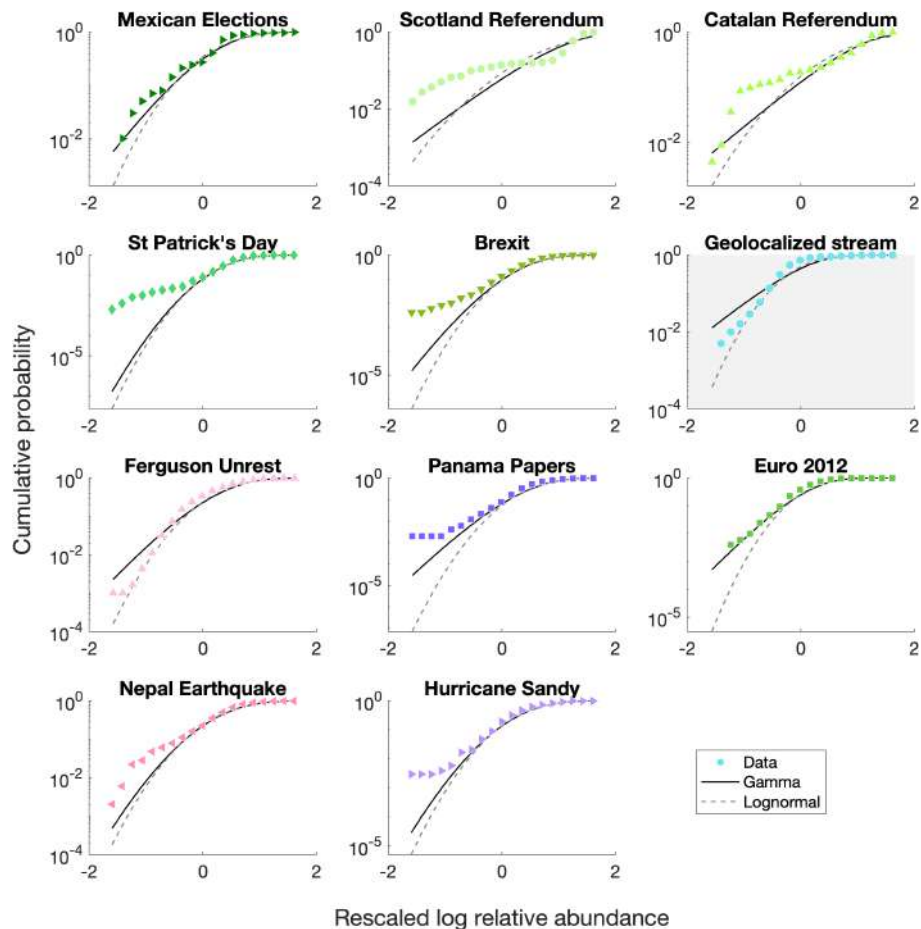 Mexican Elections
Scotland Referendum
Catalan Referendum
10^0
10^-2
-2 0 2
10^0
10^-2
10^-4
-2 0 2
10^0
10^-2
-2 0 2
St Patrick's Day
Brexit
Geolocalized stream
10^0
10^-5
-2 0 2
10^0
10^-5
-2 0 2
10^0
10^-2
10^-4
-2 0 2
Cumulative probability
Ferguson Unrest
Panama Papers
Euro 2012
10^0
10^-2
10^-4
-2 0 2
10^0
10^-5
-2 0 2
10^0
10^-5
-2 0 2
Nepal Earthquake
Hurricane Sandy
10^0
10^-2
10^-4
-2 0 2
10^0
10^-5
-2 0 2
Data
Gamma
Lognormal
Rescaled log relative abundance